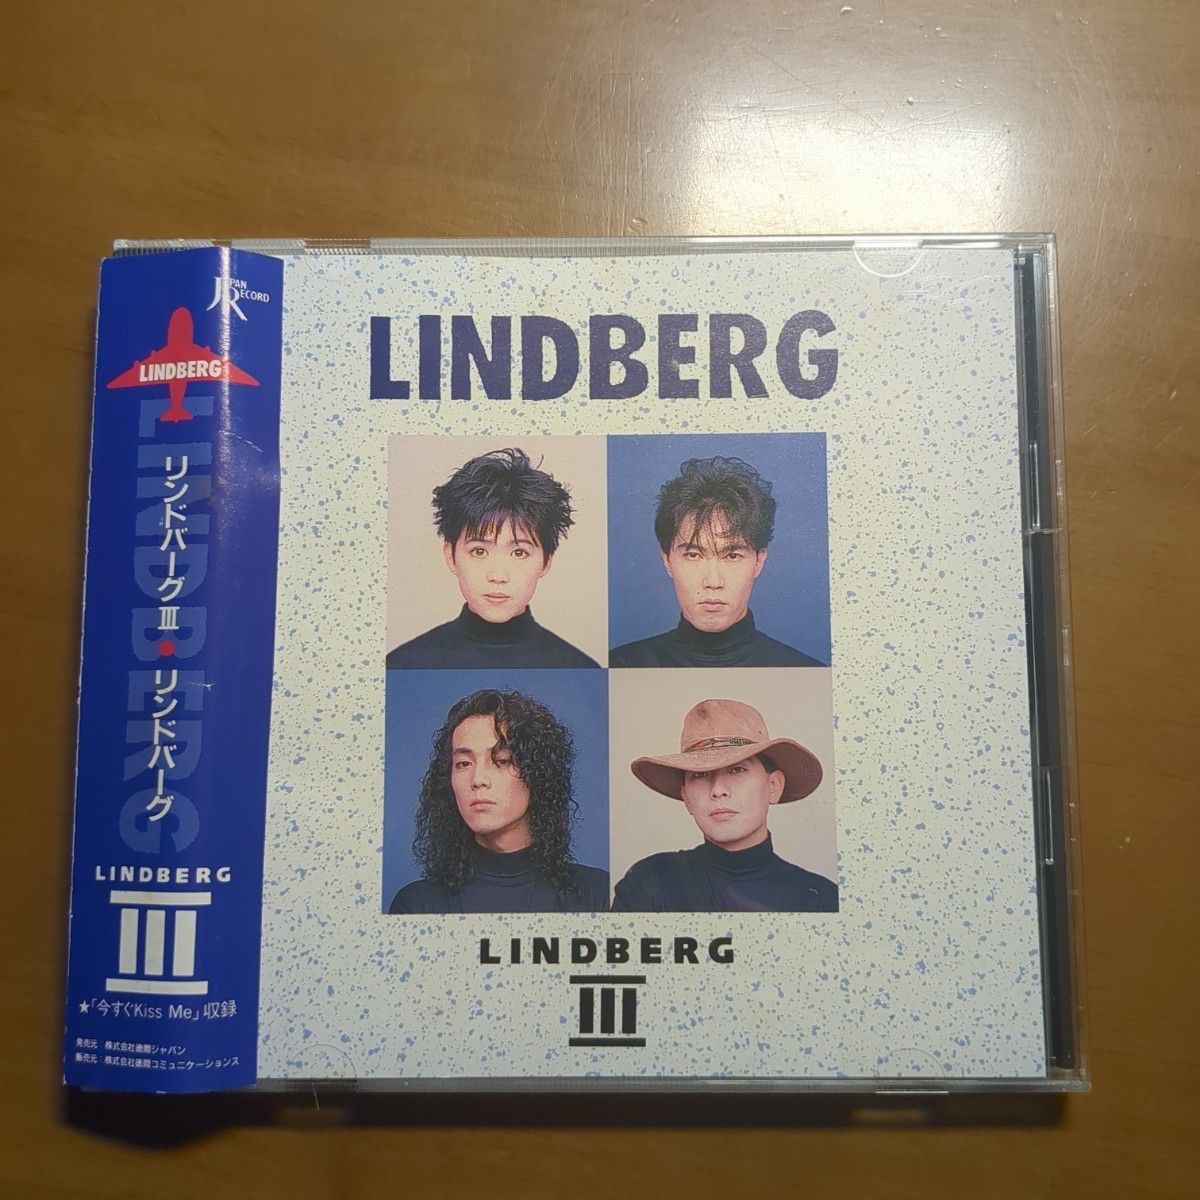 JAPAN
RECORD
LINDBERG
LINDBERG
リンドバーグⅢ●リンドバーグ
LINDBERG
III
★「今すぐKiss Me」収録
発売元：株式会社徳間ジャパン
販売元：株式会社徳間コミュニケーションズ
LINDBERG
LINDBERG
III